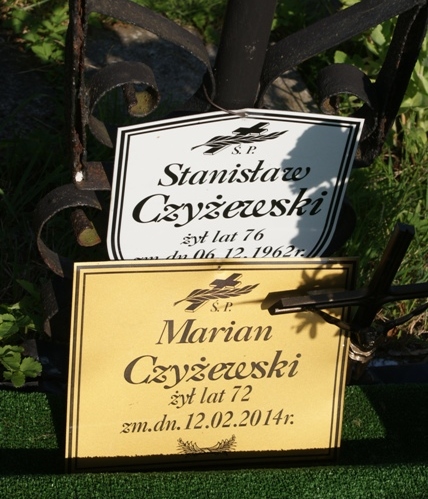 Ś.P.
Stanisław
Czyżewski
żył lat 76
zm.dn.06.12.1962r.
Ś.P.
Marian
Czyżewski
żył lat 72
zm.dn.12.02.2014r.